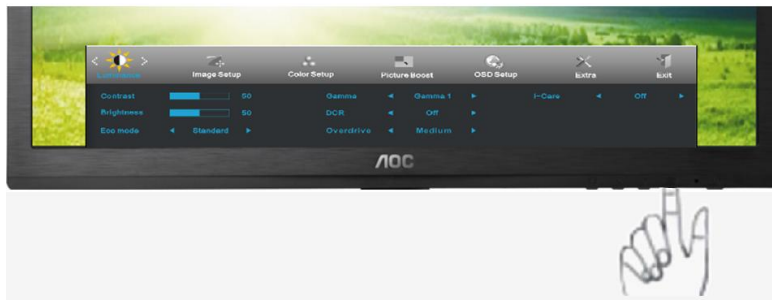 Luminance Image Setup Color Setup Picture Boost OSD Setup Extra Exit
Contrast 50 Gamma Gamma 1 i-Care Off
Brightness 50 DCR Off
Eco mode Standard Overdrive Medium
AOC